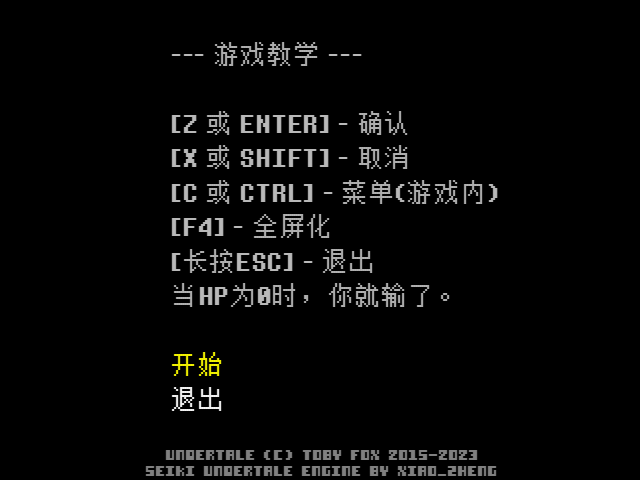 --- 游戏教学 ---
[Z 或 ENTER] - 确认
[X 或 SHIFT] - 取消
[C 或 CTRL] - 菜单(游戏内)
[F4] - 全屏化
[长按ESC] - 退出
当HP为0时，你就输了。
开始
退出
UNDERTALE (C) TOBY FOX 2015-2023
SEIKI UNDERTALE ENGINE BY XIAO_ZHENG